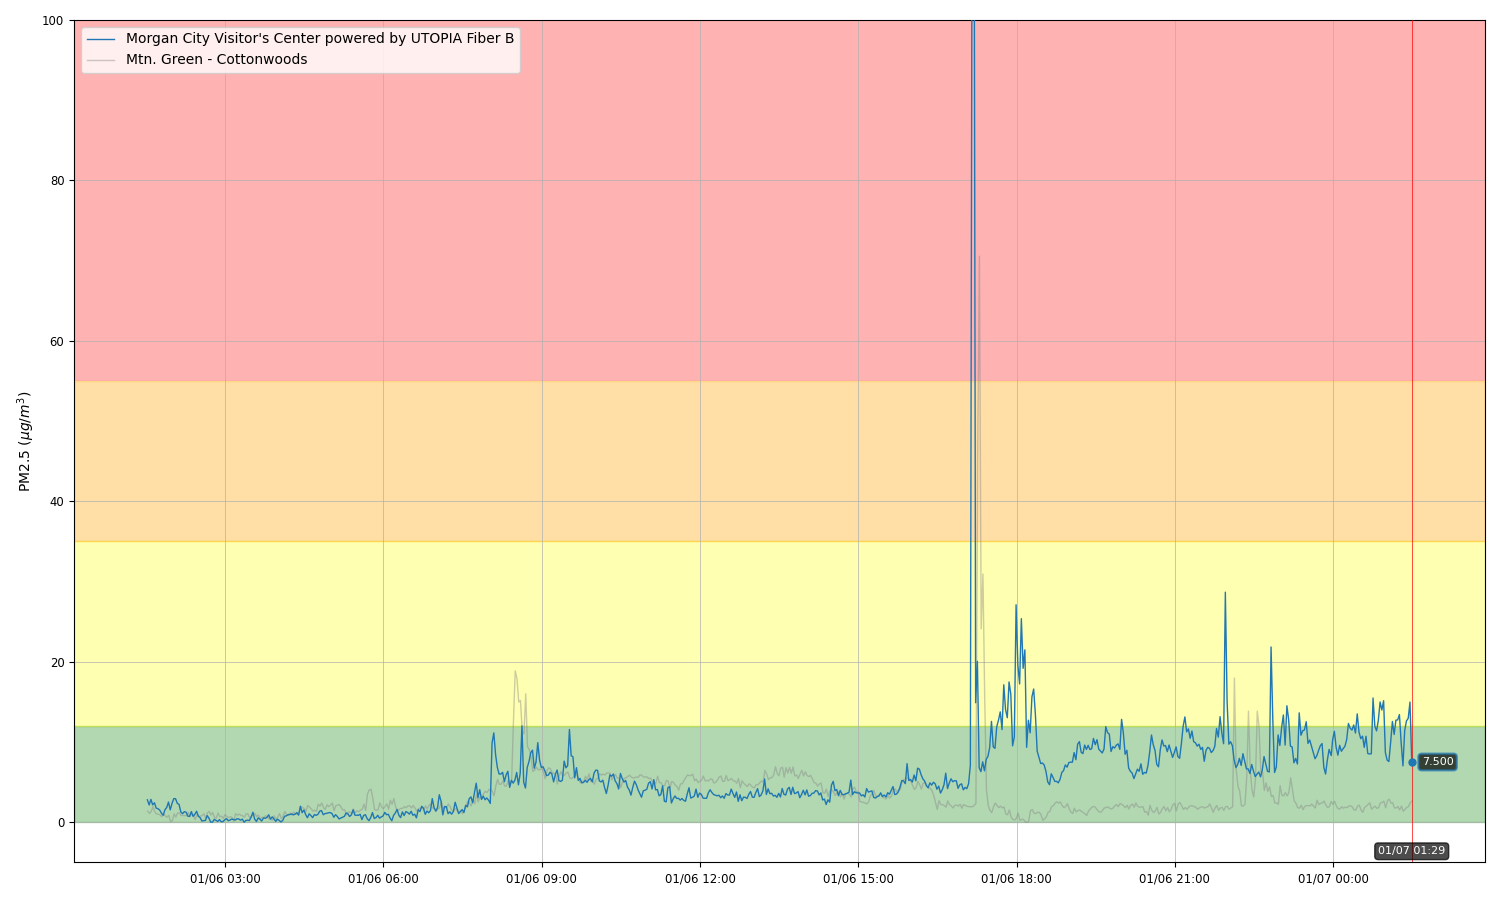 100
80
60
40
20
0
PM2.5 (μg/m³)
Morgan City Visitor's Center powered by UTOPIA Fiber B
Mtn. Green - Cottonwoods
7.500
01/07 01:29
01/06 03:00 01/06 06:00 01/06 09:00 01/06 12:00 01/06 15:00 01/06 18:00 01/06 21:00 01/07 00:00